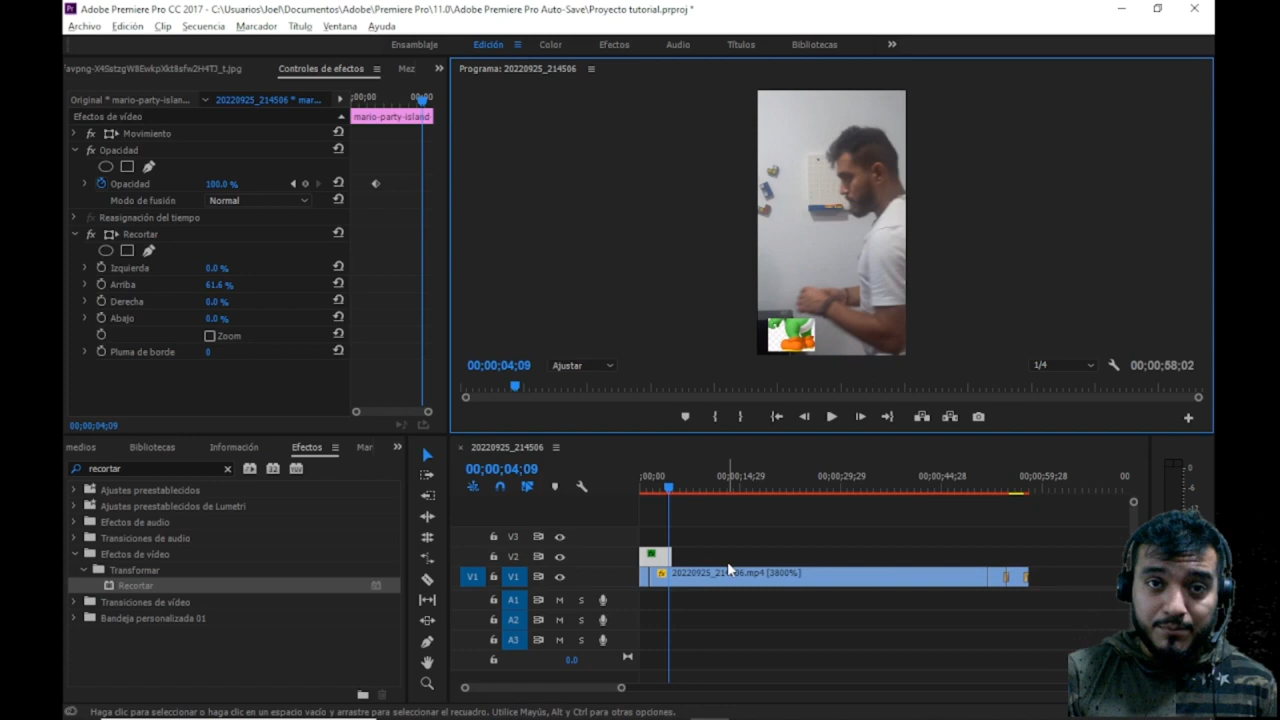 Adobe Premiere Pro CC 2017 - C:\Usuarios\Joel\Documentos\Adobe\Premiere Pro\11.0\Adobe Premiere Pro Auto-Save\Proyecto tutorial.prproj *
Archivo Edición Clip Secuencia Marcador Título Ventana Ayuda
Ensamblaje Edición Color Efectos Audio Títulos Bibliotecas
Controles de efectos Mez
Programa: 20220925_214506
Original * mario-party-islan... 20220925_214506 * mar... ;00;00 00;00
Efectos de vídeo mario-party-island-
fx Movimiento
fx Opacidad
Opacidad 100.0 %
Modo de fusión Normal
Reasignación del tiempo
fx Recortar
Izquierda 0.0 %
Arriba 61.6 %
Derecha 0.0 %
Abajo 0.0 %
Zoom
Pluma de borde 0
00;00;04;09
00;00;04;09 Ajustar 1/4 00;00;58;02
medios Bibliotecas Información Efectos Mar
recortar
Ajustes preestablecidos
Ajustes preestablecidos de Lumetri
Efectos de audio
Transiciones de audio
Efectos de vídeo
Transformar
Recortar
Transiciones de vídeo
Bandeja personalizada 01
20220925_214506
00;00;04;09
;00;00 00;00;14;29 00;00;29;29 00;00;44;28 00;00;59;28 00
V3
V2
V1 V1 20220925_214506.mp4 [3800%]
A1 M S
A2 M S
A3 M S
0.0
0
-6
Haga clic para seleccionar o haga clic en un espacio vacío y arrastre para seleccionar el recuadro. Utilice Mayús, Alt y Ctrl para otras opciones.